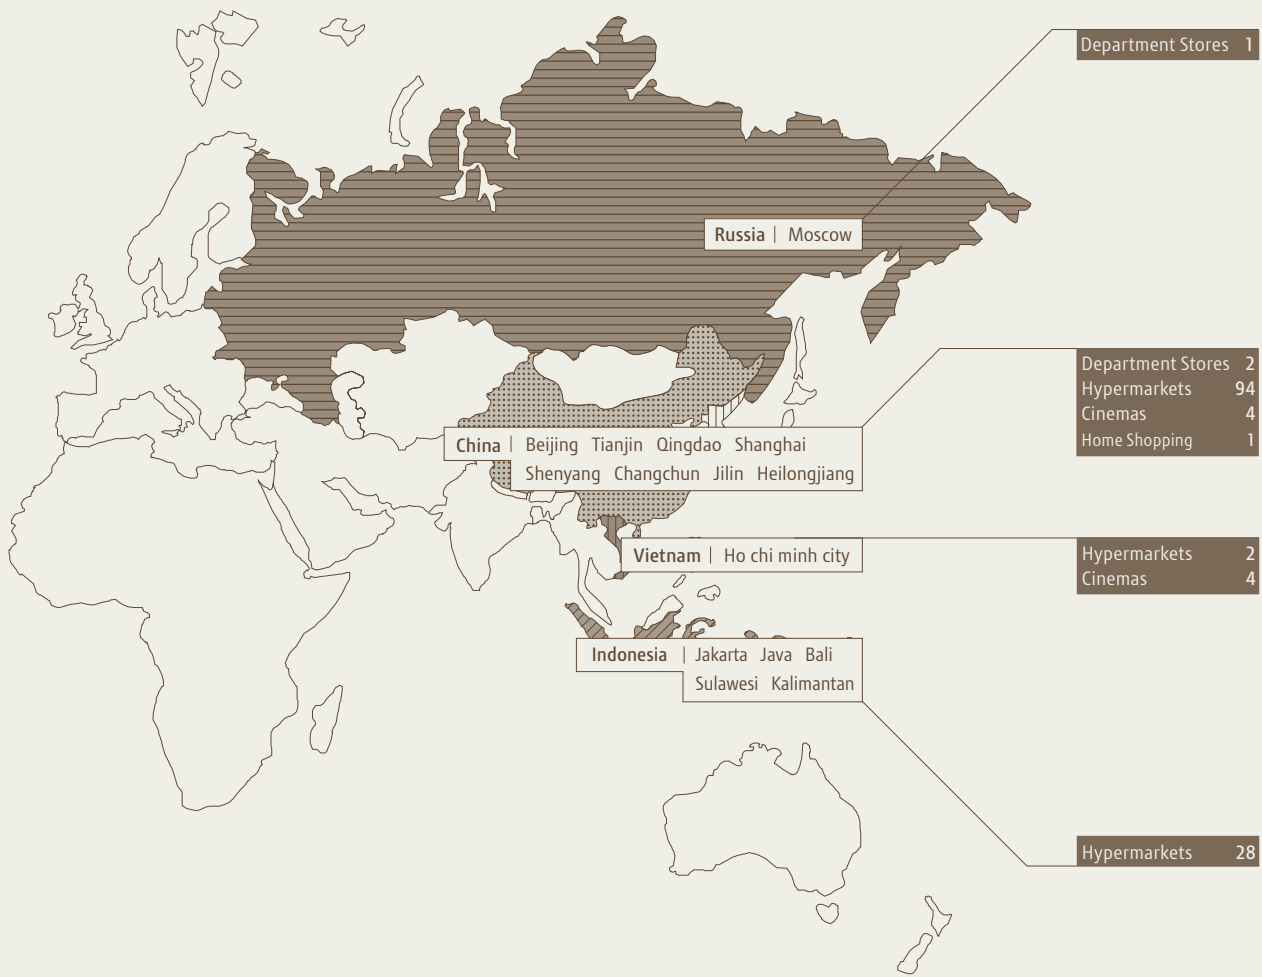 Department Stores 1
Russia | Moscow
Department Stores 2
Hypermarkets 94
Cinemas 4
Home Shopping 1
China | Beijing Tianjin Qingdao Shanghai
Shenyang Changchun Jilin Heilongjiang
Vietnam | Ho chi minh city
Hypermarkets 2
Cinemas 4
Indonesia | Jakarta Java Bali
Sulawesi Kalimantan
Hypermarkets 28